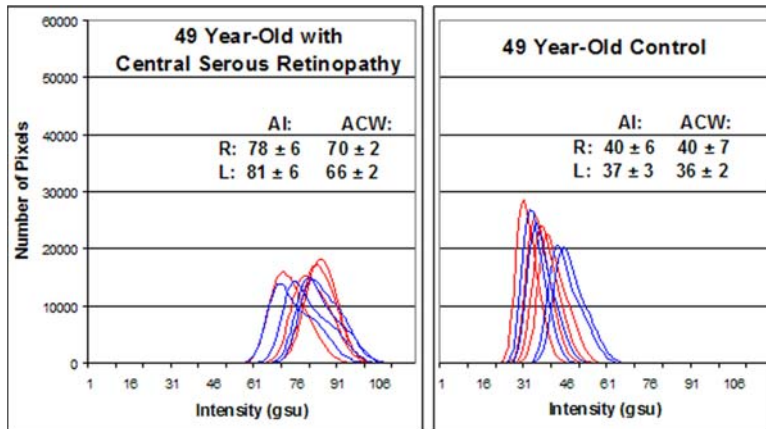 49 Year-Old with
Central Serous Retinopathy
AI: ACW:
R: 78 ± 6 70 ± 2
L: 81 ± 6 66 ± 2
Number of Pixels
60000
50000
40000
30000
20000
10000
0
1 16 31 46 61 76 91 106
Intensity (gsu)
49 Year-Old Control
AI: ACW:
R: 40 ± 6 40 ± 7
L: 37 ± 3 36 ± 2
1 16 31 46 61 76 91 106
Intensity (gsu)